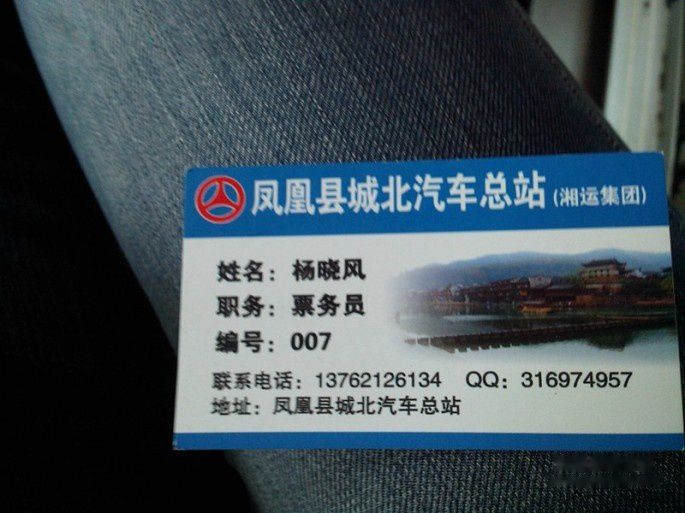 凤凰县城北汽车总站(湘运集团)
姓名：杨晓风
职务：票务员
编号：007
联系电话：13762126134 QQ：316974957
地址：凤凰县城北汽车总站